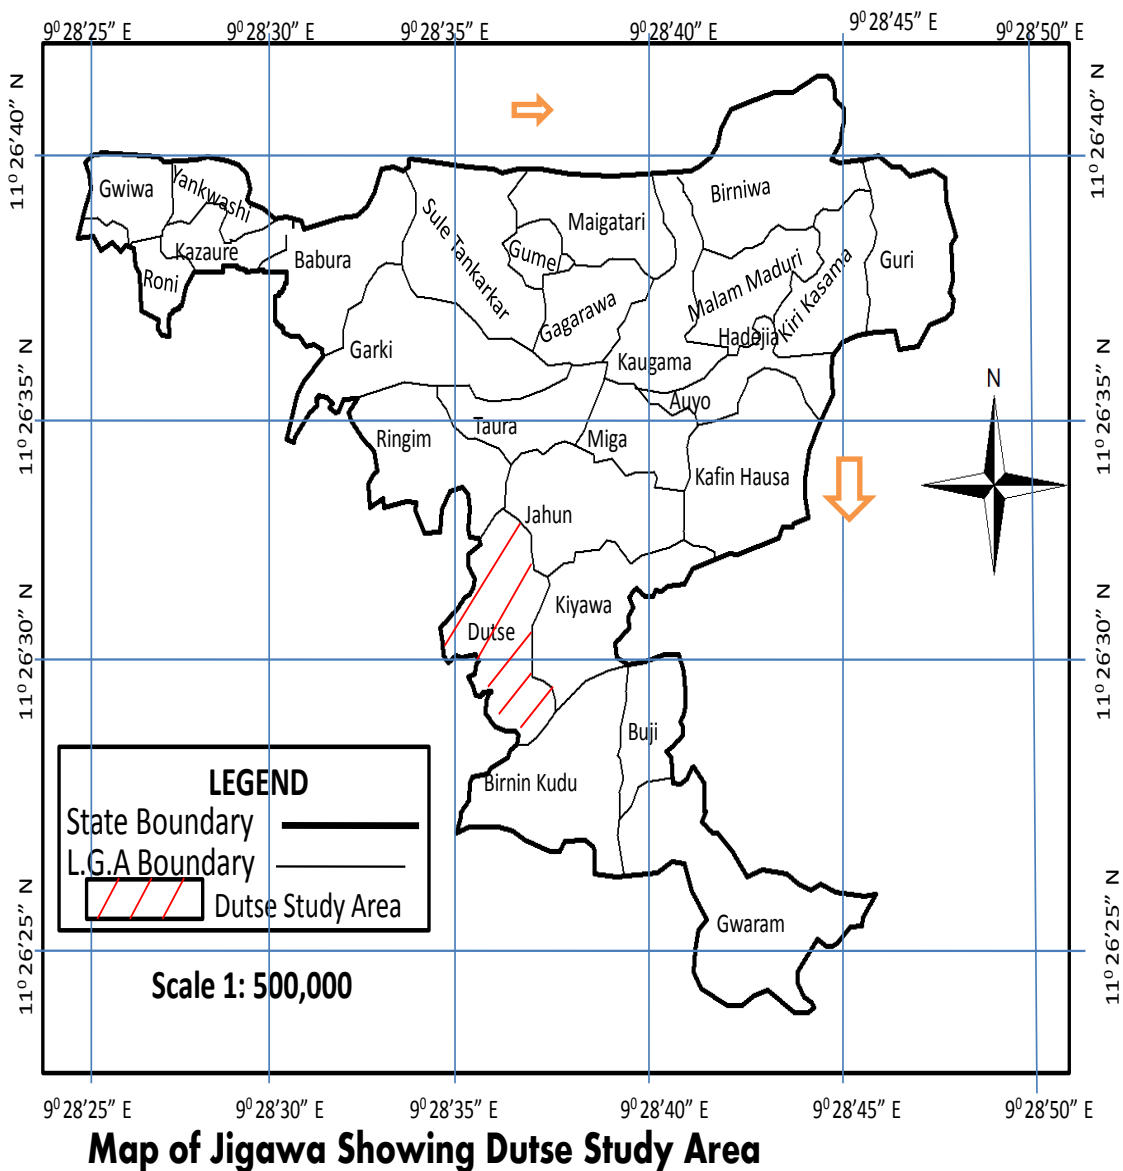 9⁰ 28’25” E 9⁰ 28’30” E 9⁰ 28’35” E 9⁰ 28’40” E 9⁰ 28’45” E 9⁰ 28’50” E
11⁰ 26’40” N
11⁰ 26’40” N
Gwiwa
Yankwashi
Birniwa
Maigatari
Sule Tankarkar
Kazaure
Gumel
Babura
Guri
Roni
Malam Maduri
Kiri Kasama
Gagarawa
Hadejia
Garki
Kaugama
11⁰ 26’35” N
11⁰ 26’35” N
N
Auyo
Ringim
Taura
Miga
Kafin Hausa
Jahun
Kiyawa
Dutse
11⁰ 26’30” N
11⁰ 26’30” N
Buji
Birnin Kudu
LEGEND
State Boundary
L.G.A Boundary
Dutse Study Area
Gwaram
11⁰ 26’25” N
11⁰ 26’25” N
Scale 1: 500,000
9⁰ 28’25” E 9⁰ 28’30” E 9⁰ 28’35” E 9⁰ 28’40” E 9⁰ 28’45” E 9⁰ 28’50” E
Map of Jigawa Showing Dutse Study Area